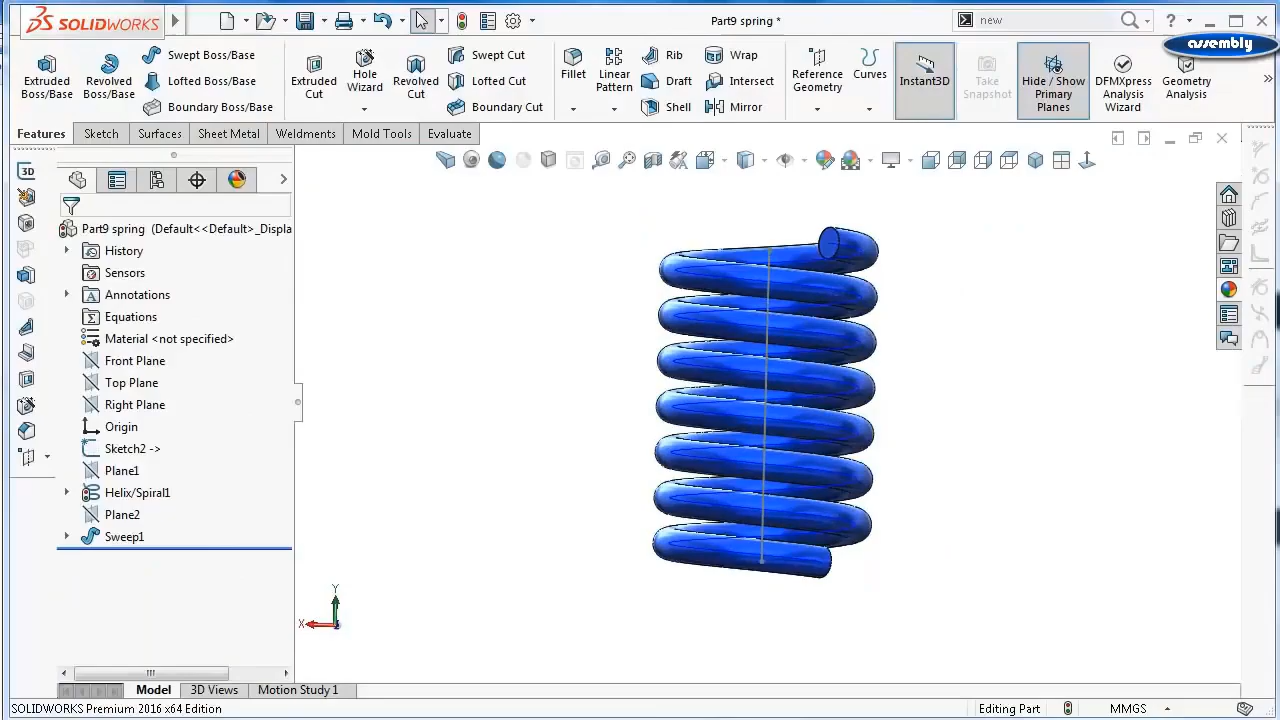 SOLIDWORKS
Part9 spring *
new
assembly
Extruded Boss/Base
Revolved Boss/Base
Swept Boss/Base
Lofted Boss/Base
Boundary Boss/Base
Extruded Cut
Hole Wizard
Revolved Cut
Swept Cut
Lofted Cut
Boundary Cut
Fillet
Linear Pattern
Rib
Draft
Shell
Wrap
Intersect
Mirror
Reference Geometry
Curves
Instant3D
Take Snapshot
Hide / Show Primary Planes
DFMXpress Analysis Wizard
Geometry Analysis
Features
Sketch
Surfaces
Sheet Metal
Weldments
Mold Tools
Evaluate
3D
Part9 spring (Default<<Default>_Displa
History
Sensors
Annotations
Equations
Material <not specified>
Front Plane
Top Plane
Right Plane
Origin
Sketch2 ->
Plane1
Helix/Spiral1
Plane2
Sweep1
Y
X
Model
3D Views
Motion Study 1
SOLIDWORKS Premium 2016 x64 Edition
Editing Part
MMGS